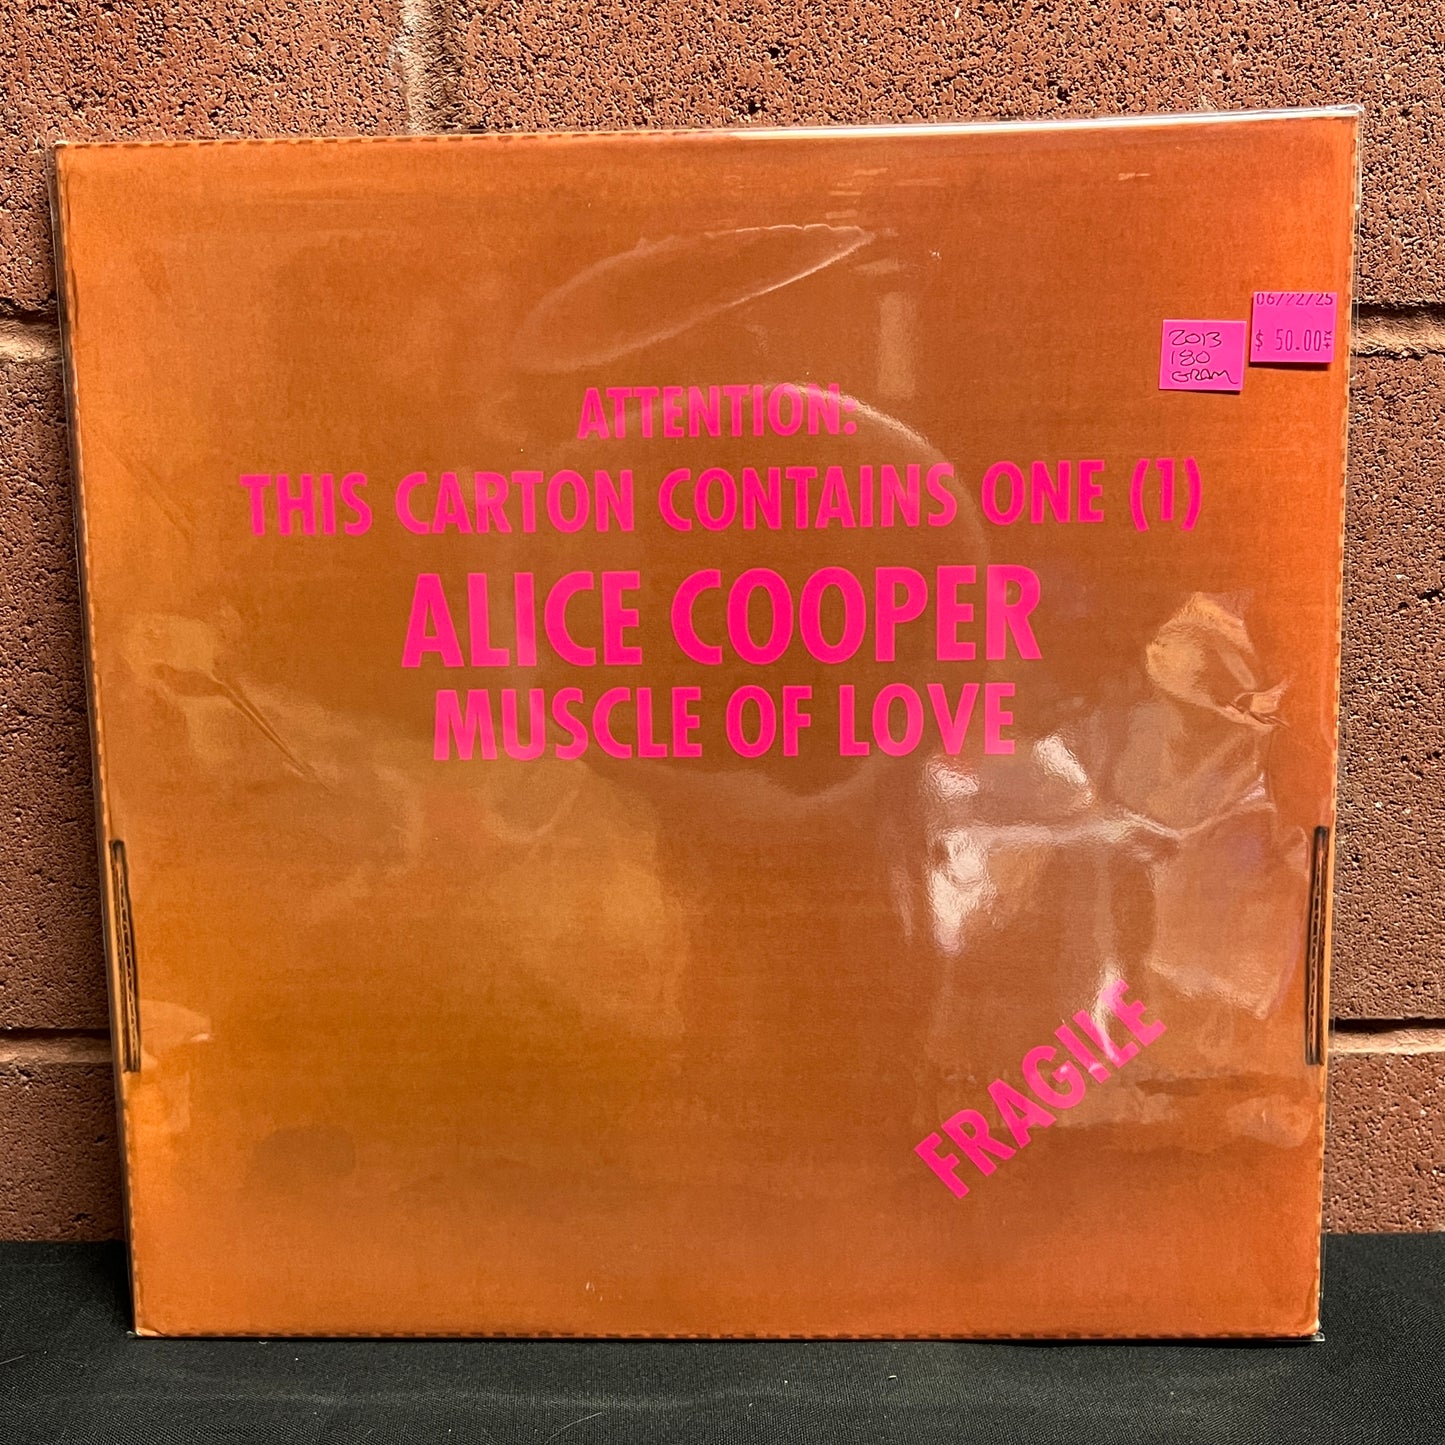 06/22/25
$ 50.00 +TX
2013
180
GRAM
ATTENTION:
THIS CARTON CONTAINS ONE (1)
ALICE COOPER
MUSCLE OF LOVE
FRAGILE